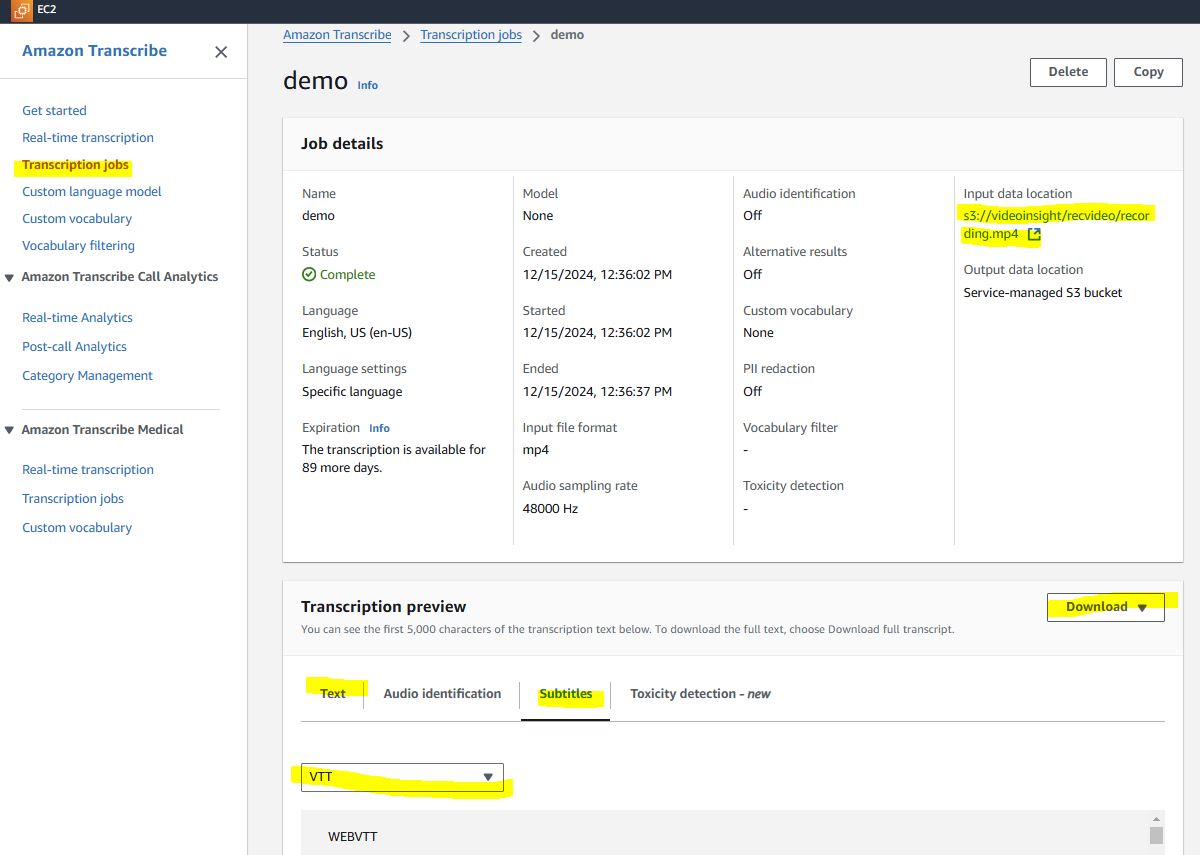 EC2
Amazon Transcribe
Get started
Real-time transcription
Transcription jobs
Custom language model
Custom vocabulary
Vocabulary filtering
Amazon Transcribe Call Analytics
Real-time Analytics
Post-call Analytics
Category Management
Amazon Transcribe Medical
Real-time transcription
Transcription jobs
Custom vocabulary
Amazon Transcribe > Transcription jobs > demo
demo Info
Delete
Copy
Job details
Name
demo
Status
Complete
Language
English, US (en-US)
Language settings
Specific language
Expiration Info
The transcription is available for
89 more days.
Model
None
Created
12/15/2024, 12:36:02 PM
Started
12/15/2024, 12:36:02 PM
Ended
12/15/2024, 12:36:37 PM
Input file format
mp4
Audio sampling rate
48000 Hz
Audio identification
Off
Alternative results
Off
Custom vocabulary
None
PII redaction
Off
Vocabulary filter
-
Toxicity detection
-
Input data location
s3://videoinsight/recvideo/recor
ding.mp4
Output data location
Service-managed S3 bucket
Transcription preview
Download
You can see the first 5,000 characters of the transcription text below. To download the full text, choose Download full transcript.
Text
Audio identification
Subtitles
Toxicity detection - new
VTT
WEBVTT